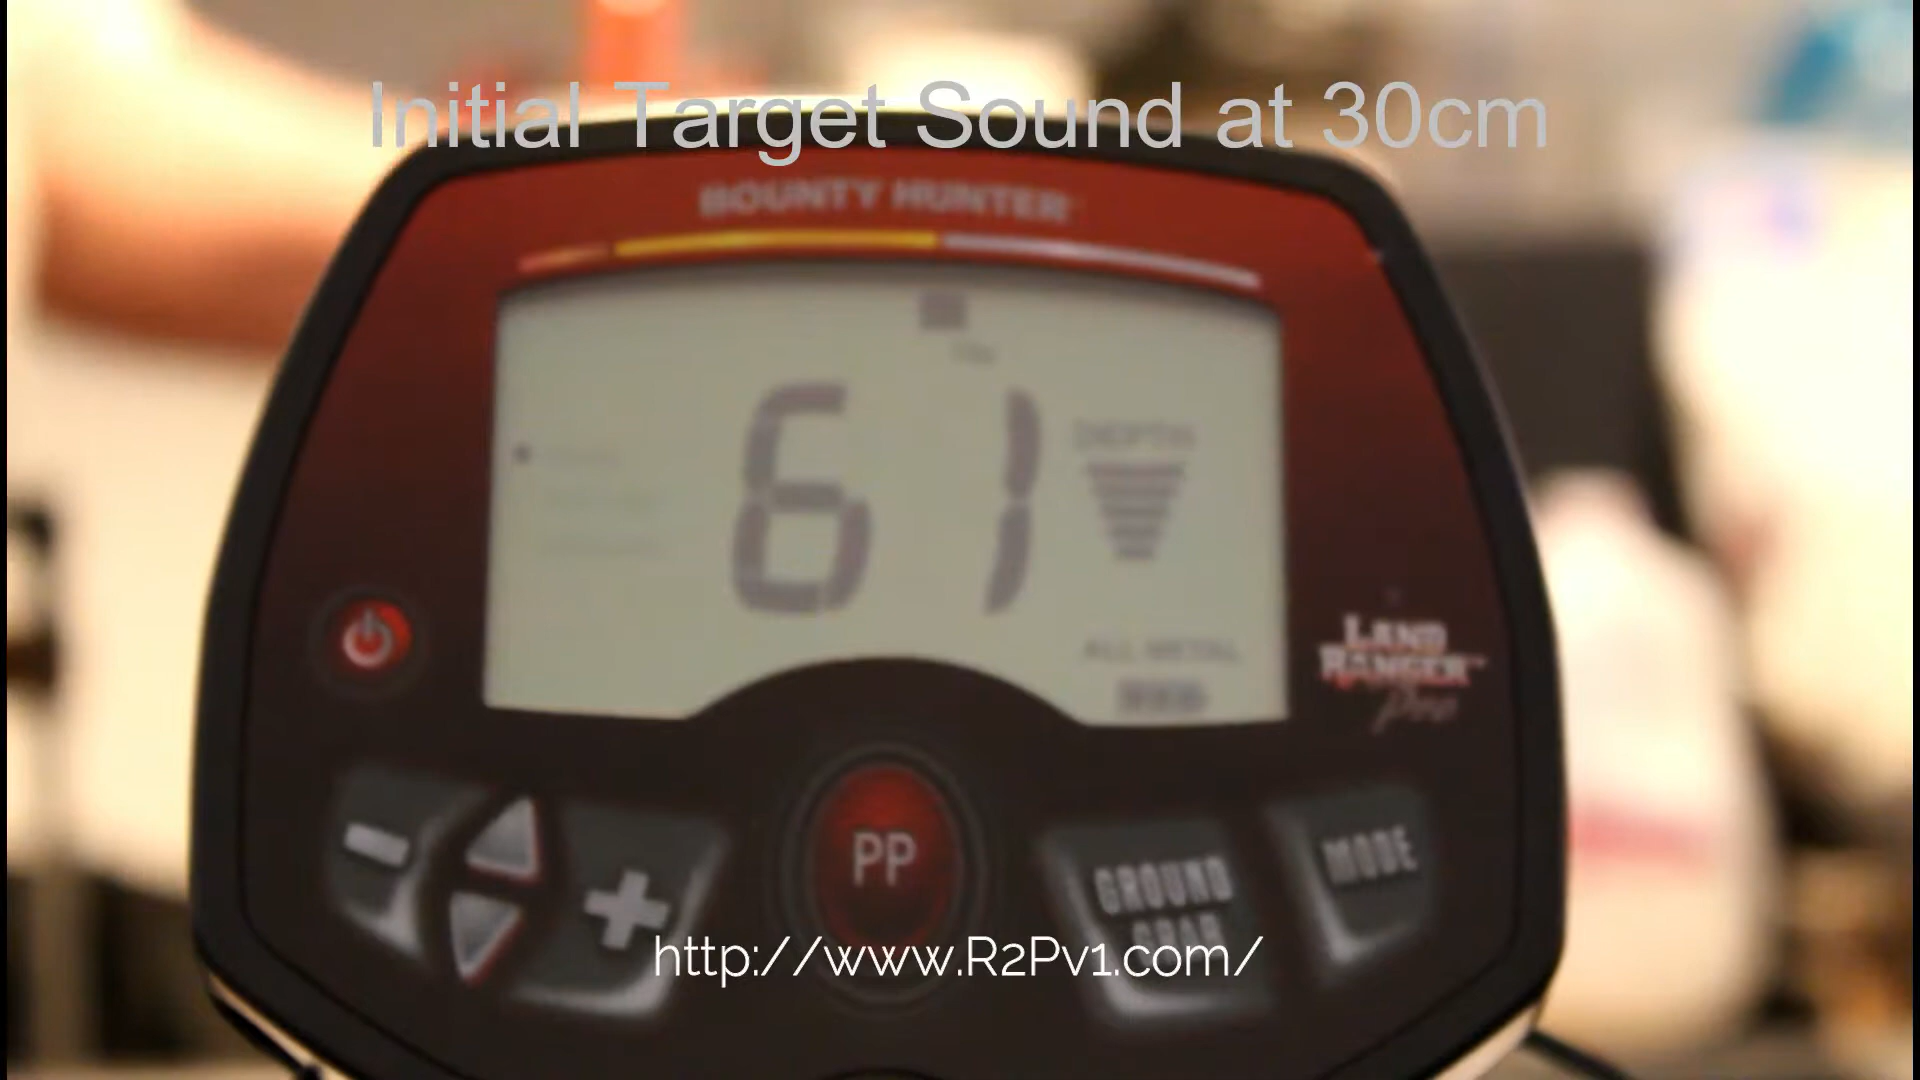 Initial Target Sound at 30cm
BOUNTY HUNTER
61
DEPTH
ALL METAL
LAND
RANGER™
Pro
PP
GROUND
GRAB
MODE
http://www.R2Pv1.com/